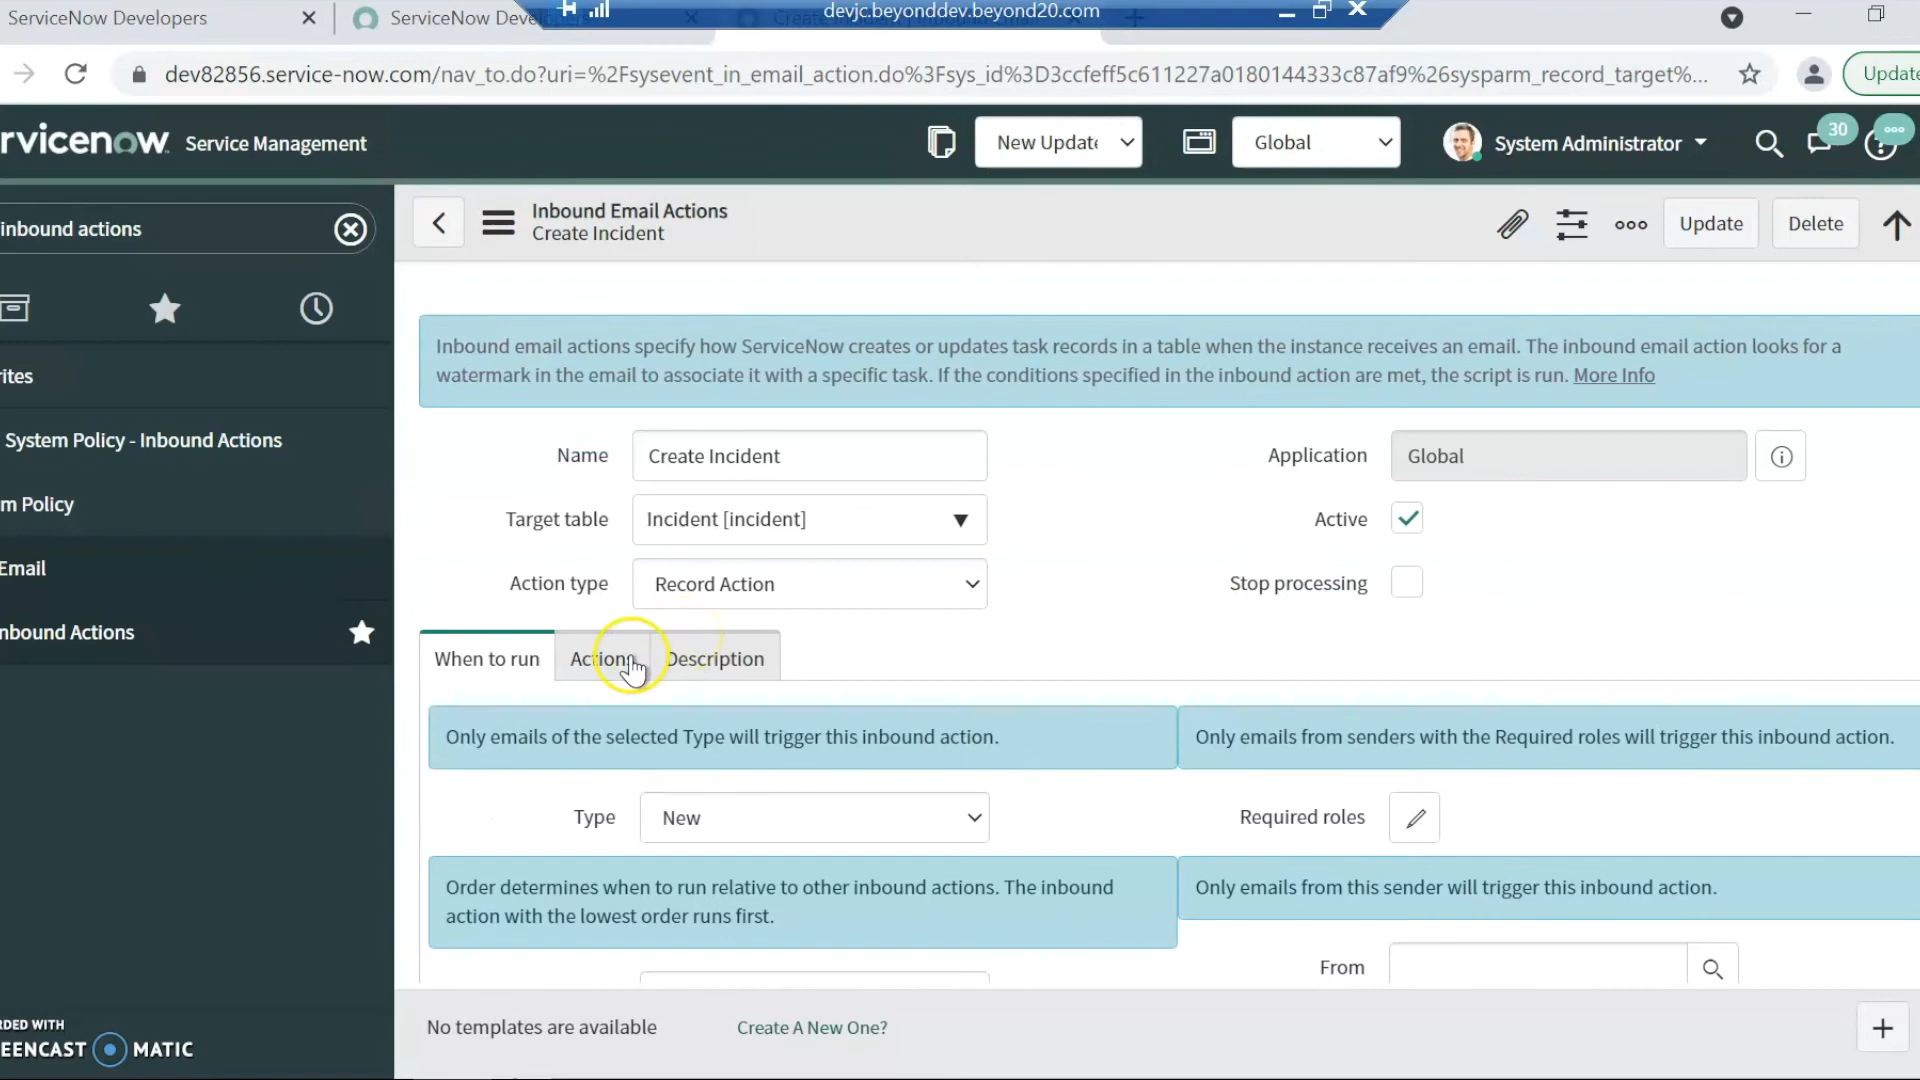 ServiceNow Developers
ServiceNow Deve
devjc.beyonddev.beyond20.com
dev82856.service-now.com/nav_to.do?uri=%2Fsysevent_in_email_action.do%3Fsys_id%3D3ccfeff5c611227a0180144333c87af9%26sysparm_record_target%...
Update
rvicenow Service Management
New Update
Global
System Administrator
30
inbound actions
Inbound Email Actions
Create Incident
Update
Delete
Inbound email actions specify how ServiceNow creates or updates task records in a table when the instance receives an email. The inbound email action looks for a
watermark in the email to associate it with a specific task. If the conditions specified in the inbound action are met, the script is run. More Info
rites
System Policy - Inbound Actions
m Policy
Email
nbound Actions
Name
Create Incident
Application
Global
Target table
Incident [incident]
Active
Action type
Record Action
Stop processing
When to run
Actions
Description
Only emails of the selected Type will trigger this inbound action.
Only emails from senders with the Required roles will trigger this inbound action.
Type
New
Required roles
Order determines when to run relative to other inbound actions. The inbound
action with the lowest order runs first.
Only emails from this sender will trigger this inbound action.
From
No templates are available
Create A New One?
RDED WITH
EENCAST MATIC